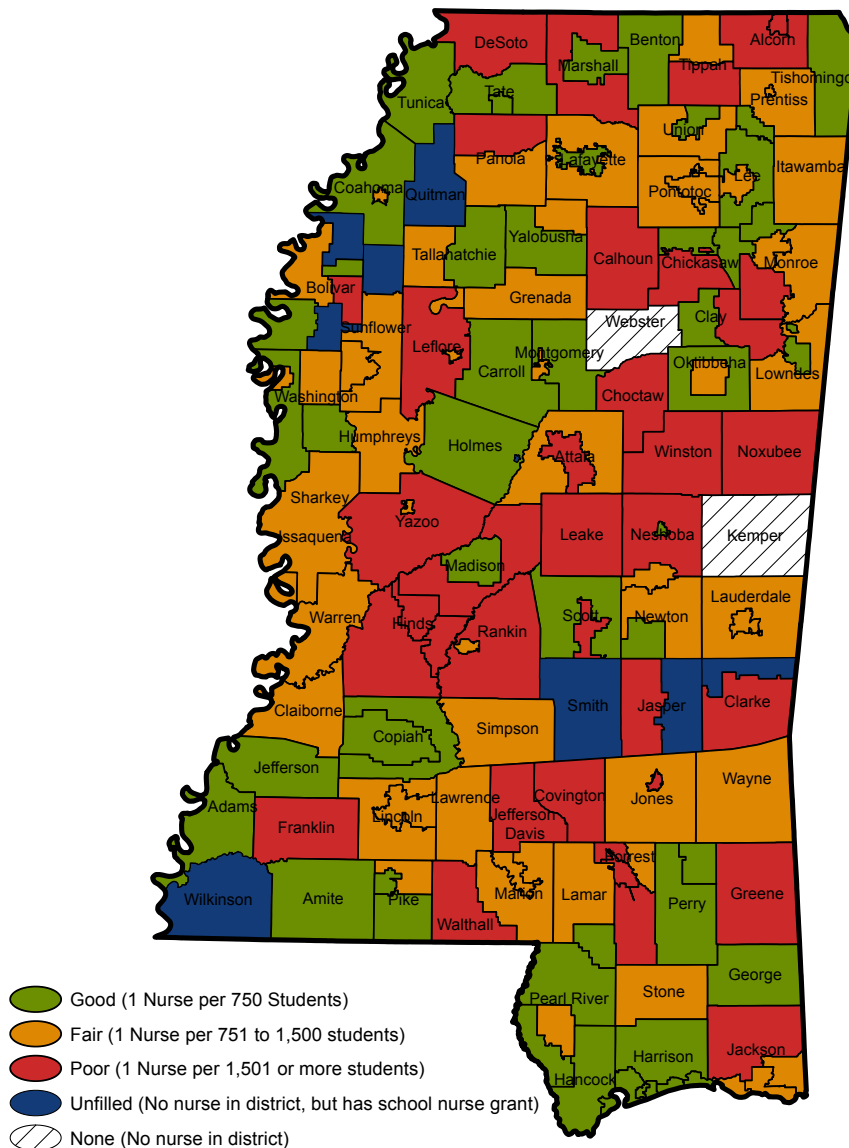 DeSoto
Benton
Alcorn
Marshall
Tippah
Tishomingo
Tate
Tunica
Prentiss
Union
Panola
Lafayette
Itawamba
Coahoma
Quitman
Pontotoc
Lee
Yalobusha
Tallahatchie
Calhoun
Chickasaw
Monroe
Bolivar
Grenada
Webster
Clay
Sunflower
Leflore
Montgomery
Oktibbeha
Carroll
Lowndes
Washington
Choctaw
Humphreys
Holmes
Attala
Winston
Noxubee
Sharkey
Yazoo
Issaquena
Leake
Neshoba
Kemper
Madison
Lauderdale
Warren
Hinds
Rankin
Scott
Newton
Claiborne
Smith
Jasper
Clarke
Copiah
Simpson
Jefferson
Wayne
Adams
Lawrence
Covington
Jones
Franklin
Lincoln
Jefferson
Davis
Forrest
Wilkinson
Amite
Pike
Marion
Lamar
Perry
Greene
Walthall
George
Pearl River
Stone
Harrison
Jackson
Hancock
Good (1 Nurse per 750 Students)
Fair (1 Nurse per 751 to 1,500 students)
Poor (1 Nurse per 1,501 or more students)
Unfilled (No nurse in district, but has school nurse grant)
None (No nurse in district)